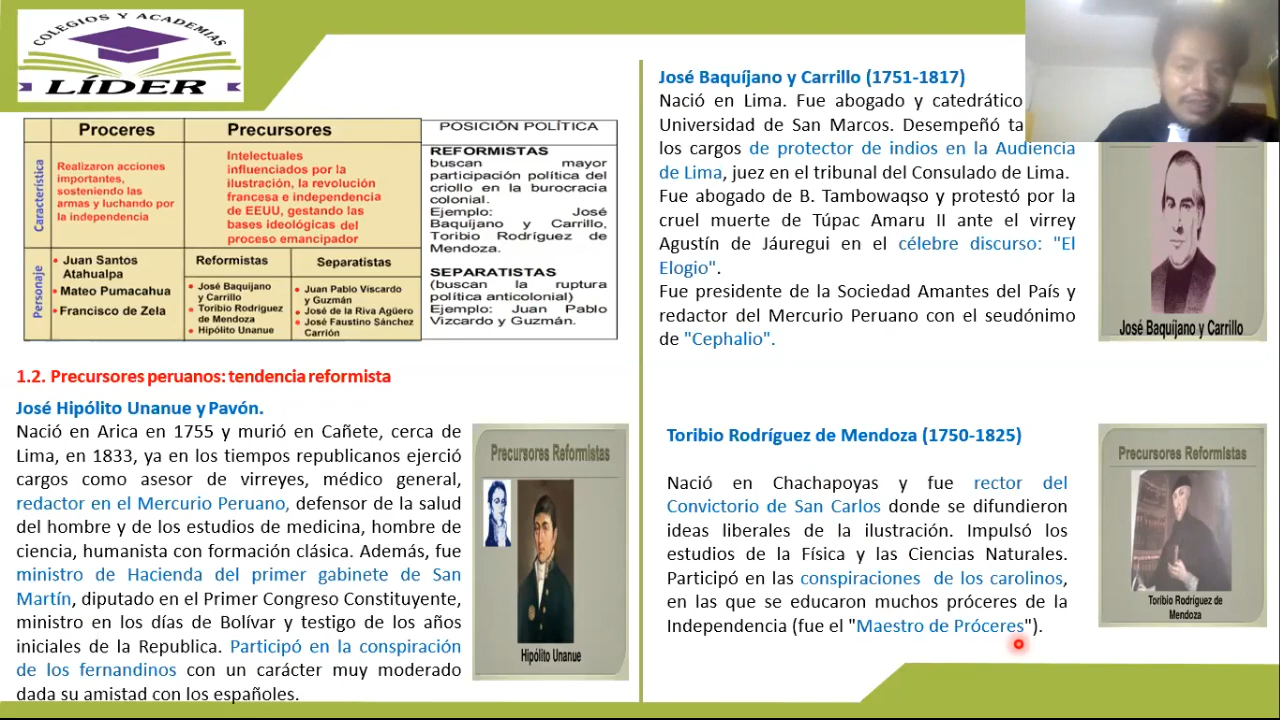 COLEGIOS Y ACADEMIAS
LÍDER
Proceres
Precursores
POSICIÓN POLÍTICA
Característica
Realizaron acciones
importantes,
sosteniendo las
armas y luchando por
la independencia
Intelectuales
influenciados por la
ilustración, la revolución
francesa e independencia
de EEUU, gestando las
bases ideológicas del
proceso emancipador
REFORMISTAS
buscan mayor
participación política del
criollo en la burocracia
colonial.
Ejemplo: José
Baquíjano y Carrillo,
Toribio Rodríguez de
Mendoza.
SEPARATISTAS
(buscan la ruptura
política anticolonial)
Ejemplo: Juan Pablo
Vizcardo y Guzmán.
Personaje
Juan Santos
Atahualpa
Mateo Pumacahua
Francisco de Zela
Reformistas
José Baquíjano
y Carrillo
Toribio Rodriguez
de Mendoza
Hipólito Unanue
Separatistas
Juan Pablo Viscardo
y Guzmán
José de la Riva Agüero
José Faustino Sánchez
Carrión
1.2. Precursores peruanos: tendencia reformista
José Hipólito Unanue y Pavón.
Nació en Arica en 1755 y murió en Cañete, cerca de
Lima, en 1833, ya en los tiempos republicanos ejerció
cargos como asesor de virreyes, médico general,
redactor en el Mercurio Peruano, defensor de la salud
del hombre y de los estudios de medicina, hombre de
ciencia, humanista con formación clásica. Además, fue
ministro de Hacienda del primer gabinete de San
Martín, diputado en el Primer Congreso Constituyente,
ministro en los días de Bolívar y testigo de los años
iniciales de la Republica. Participó en la conspiración
de los fernandinos con un carácter muy moderado
dada su amistad con los españoles.
Precursores Reformistas
Hipólito Unanue
José Baquíjano y Carrillo (1751-1817)
Nació en Lima. Fue abogado y catedrático
Universidad de San Marcos. Desempeñó ta
los cargos de protector de indios en la Audiencia
de Lima, juez en el tribunal del Consulado de Lima.
Fue abogado de B. Tambowaqso y protestó por la
cruel muerte de Túpac Amaru II ante el virrey
Agustín de Jáuregui en el célebre discurso: "El
Elogio".
Fue presidente de la Sociedad Amantes del País y
redactor del Mercurio Peruano con el seudónimo
de "Cephalio".
José Baquíjano y Carrillo
Toribio Rodríguez de Mendoza (1750-1825)
Nació en Chachapoyas y fue rector del
Convictorio de San Carlos donde se difundieron
ideas liberales de la ilustración. Impulsó los
estudios de la Física y las Ciencias Naturales.
Participó en las conspiraciones de los carolinos,
en las que se educaron muchos próceres de la
Independencia (fue el "Maestro de Próceres").
Precursores Reformistas
Toribio Rodríguez de
Mendoza